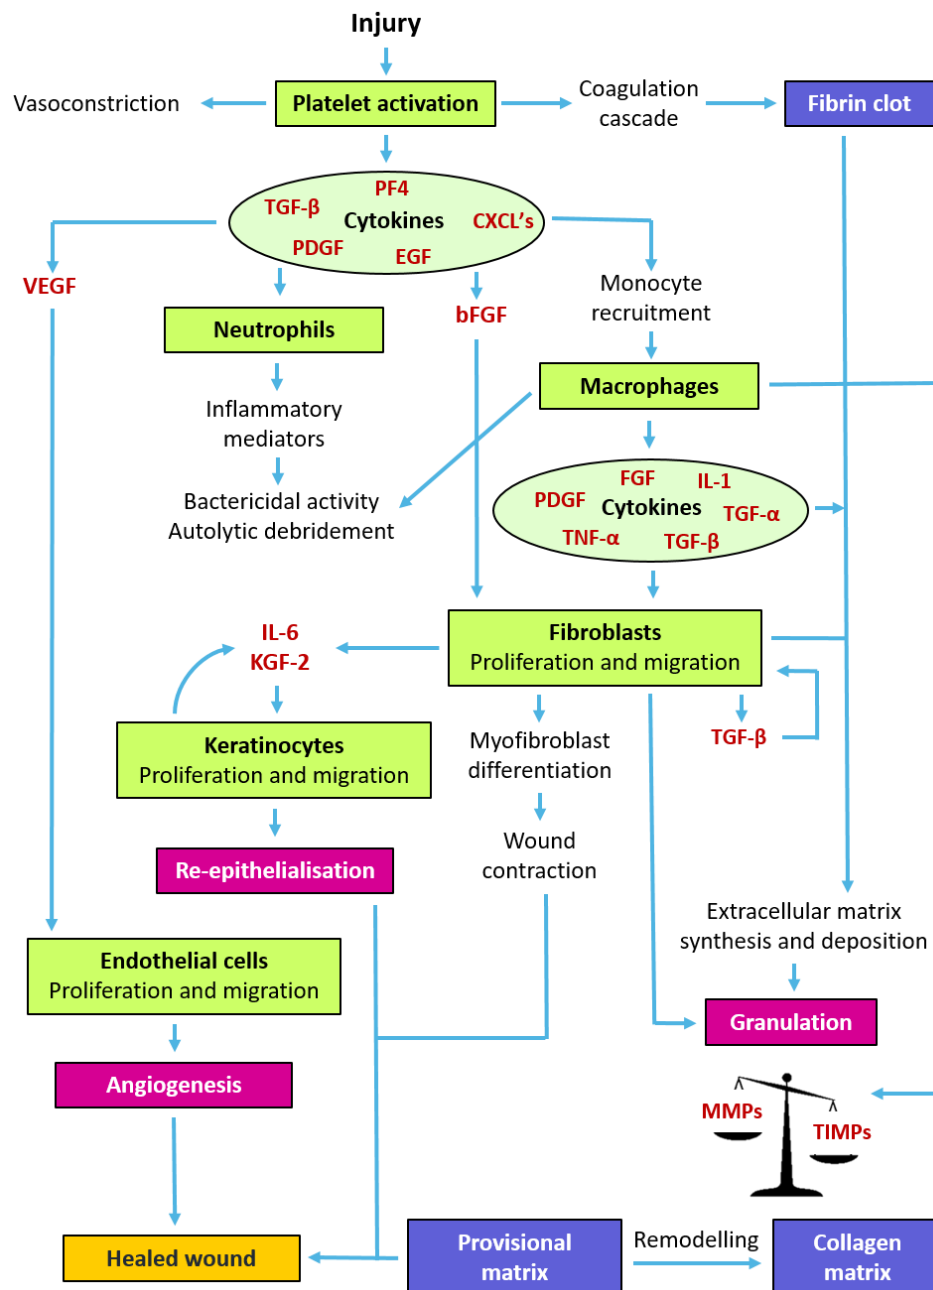 Injury
Vasoconstriction
Platelet activation
Coagulation
cascade
Fibrin clot
PF4
TGF-β
Cytokines
CXCL's
PDGF
EGF
VEGF
bFGF
Monocyte
recruitment
Neutrophils
Macrophages
Inflammatory
mediators
Bactericidal activity
Autolytic debridement
FGF
IL-1
PDGF
Cytokines
TGF-α
TNF-α
TGF-β
IL-6
KGF-2
Fibroblasts
Proliferation and migration
TGF-β
Keratinocytes
Proliferation and migration
Myofibroblast
differentiation
Re-epithelialisation
Wound
contraction
Extracellular matrix
synthesis and deposition
Endothelial cells
Proliferation and migration
Granulation
Angiogenesis
MMPs
TIMPs
Healed wound
Provisional
matrix
Remodelling
Collagen
matrix